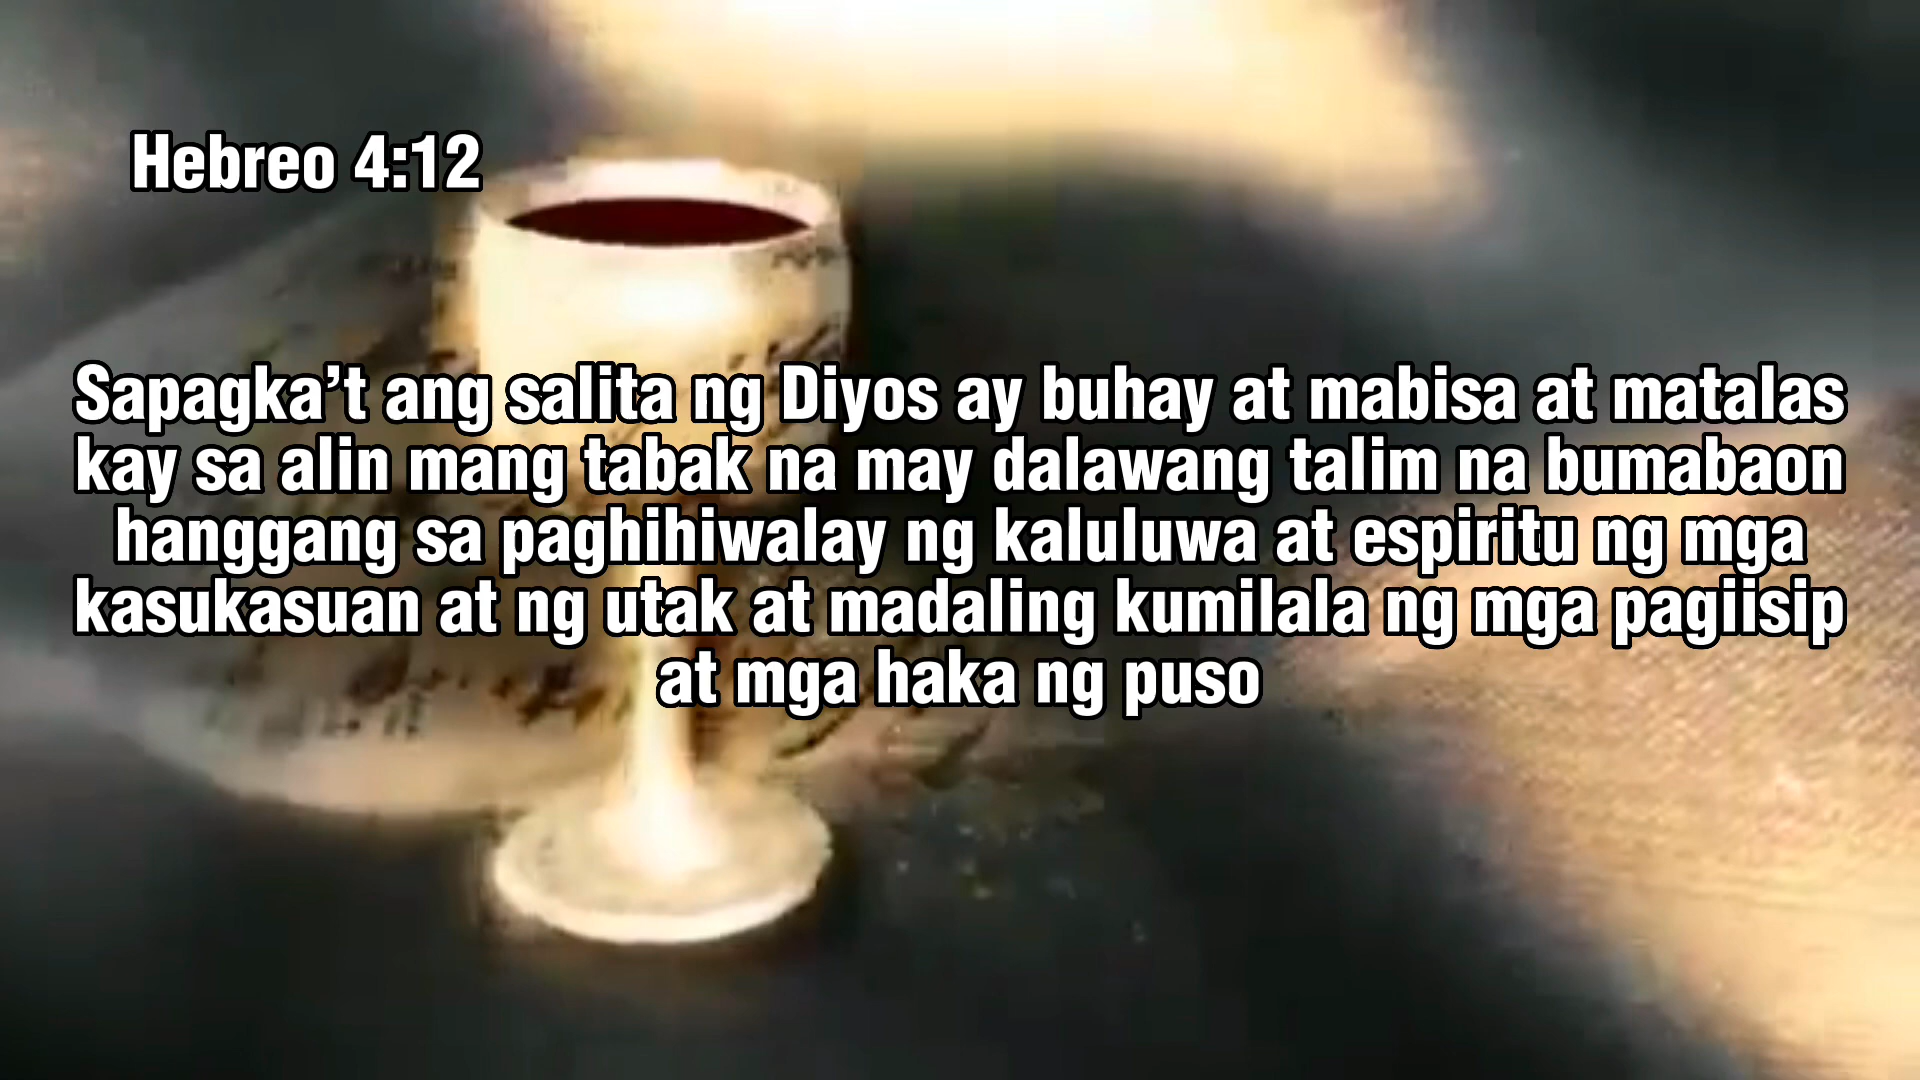 Hebreo 4:12
Sapagka’t ang salita ng Diyos ay buhay at mabisa at matalas
kay sa alin mang tabak na may dalawang talim na bumabaon
hanggang sa paghihiwalay ng kaluluwa at espiritu ng mga
kasukasuan at ng utak at madaling kumilala ng mga pagiisip
at mga haka ng puso